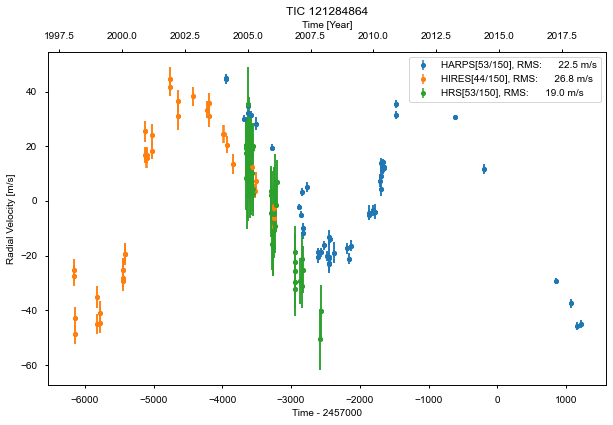 TIC 121284864
Time [Year]
1997.5 2000.0 2002.5 2005.0 2007.5 2010.0 2012.5 2015.0 2017.5
HARPS[53/150], RMS: 22.5 m/s
HIRES[44/150], RMS: 26.8 m/s
HRS[53/150], RMS: 19.0 m/s
Radial Velocity [m/s]
40
20
0
−20
−40
−60
−6000 −5000 −4000 −3000 −2000 −1000 0 1000
Time - 2457000